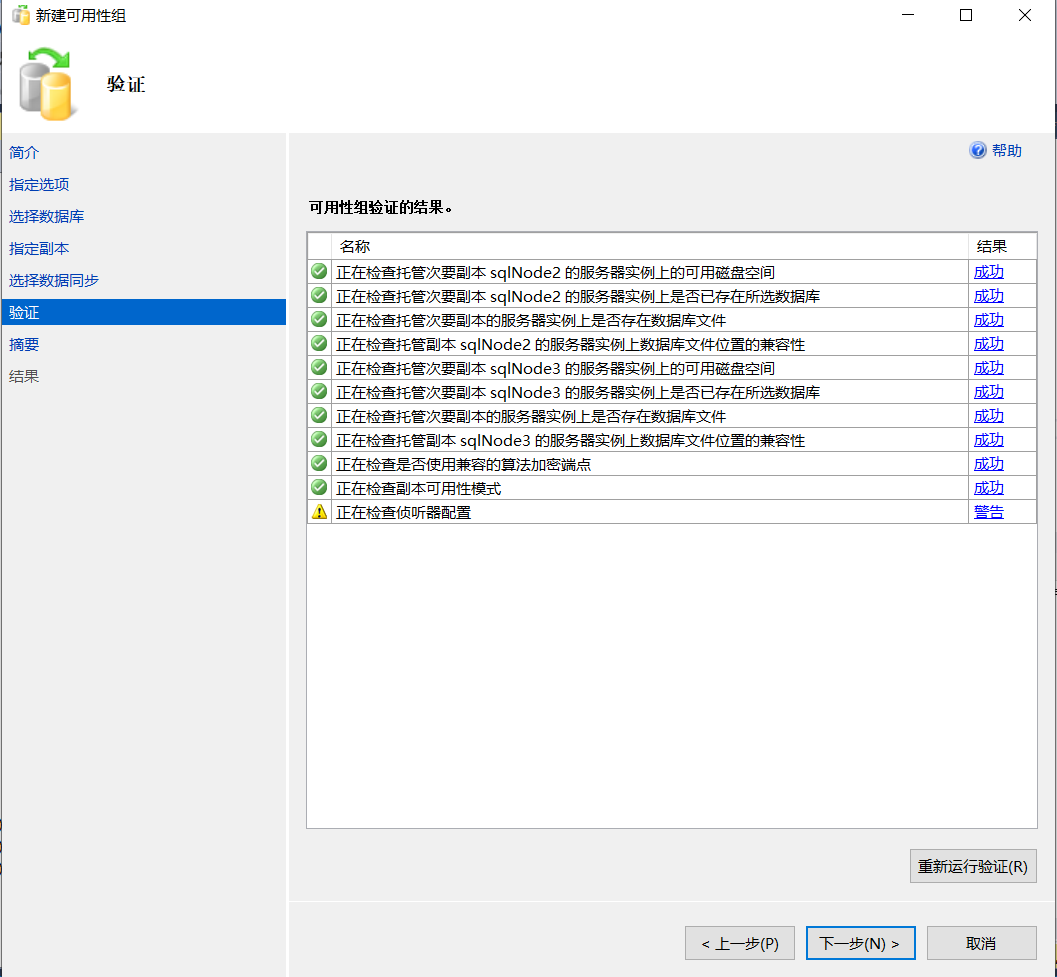 新建可用性组
验证
简介
指定选项
选择数据库
指定副本
选择数据同步
验证
摘要
结果
帮助
可用性组验证的结果。
名称 结果
正在检查托管次要副本 sqlNode2 的服务器实例上的可用磁盘空间 成功
正在检查托管次要副本 sqlNode2 的服务器实例上是否已存在所选数据库 成功
正在检查托管次要副本的服务器实例上是否存在数据库文件 成功
正在检查托管副本 sqlNode2 的服务器实例上数据库文件位置的兼容性 成功
正在检查托管次要副本 sqlNode3 的服务器实例上的可用磁盘空间 成功
正在检查托管次要副本 sqlNode3 的服务器实例上是否已存在所选数据库 成功
正在检查托管次要副本的服务器实例上是否存在数据库文件 成功
正在检查托管副本 sqlNode3 的服务器实例上数据库文件位置的兼容性 成功
正在检查是否使用兼容的算法加密端点 成功
正在检查副本可用性模式 成功
正在检查侦听器配置 警告
重新运行验证(R)
< 上一步(P) 下一步(N) > 取消